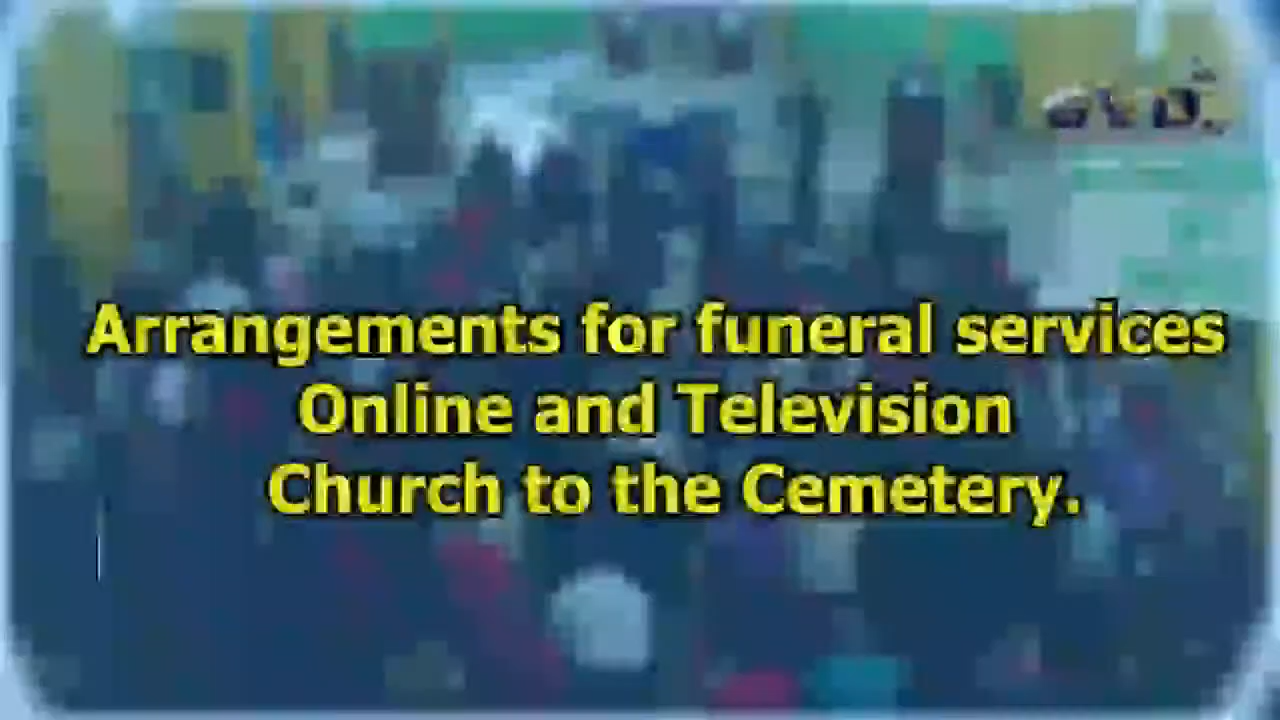 Arrangements for funeral services
Online and Television
Church to the Cemetery.